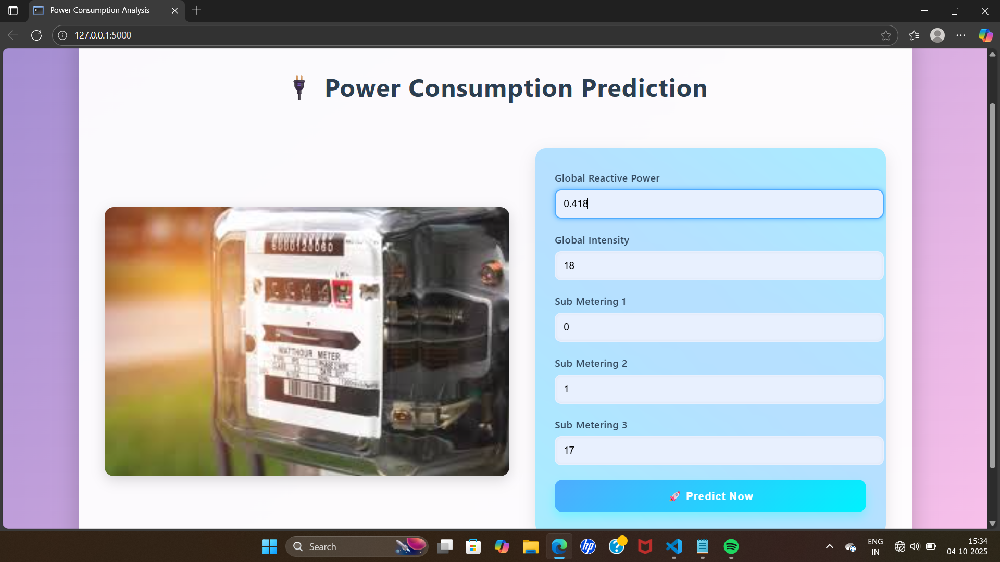 Power Consumption Analysis
127.0.0.1:5000
Power Consumption Prediction
Global Reactive Power
0.418
Global Intensity
18
Sub Metering 1
0
Sub Metering 2
1
Sub Metering 3
17
Predict Now
WATTHOUR METER
Search
hp
ENG
IN
15:34
04-10-2025